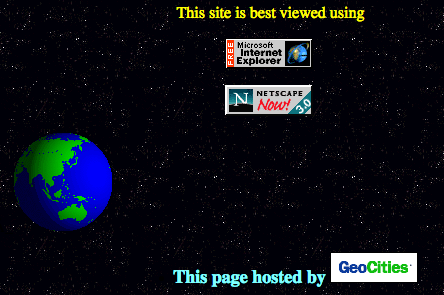 This site is best viewed using
FREE
Microsoft
Internet
Explorer
N NETSCAPE
Now! 3.0
This page hosted by GeoCities